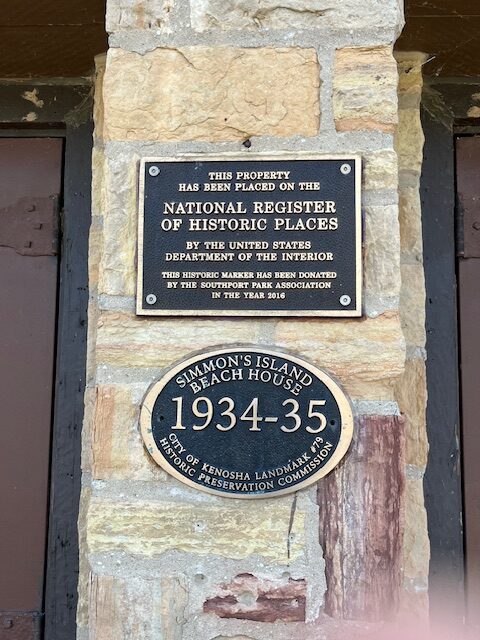 THIS PROPERTY
HAS BEEN PLACED ON THE
NATIONAL REGISTER
OF HISTORIC PLACES
BY THE UNITED STATES
DEPARTMENT OF THE INTERIOR
THIS HISTORIC MARKER HAS BEEN DONATED
BY THE SOUTHPORT PARK ASSOCIATION
IN THE YEAR 2016
SIMMON'S ISLAND
BEACH HOUSE
1934-35
CITY OF KENOSHA LANDMARK #79
HISTORIC PRESERVATION COMMISSION